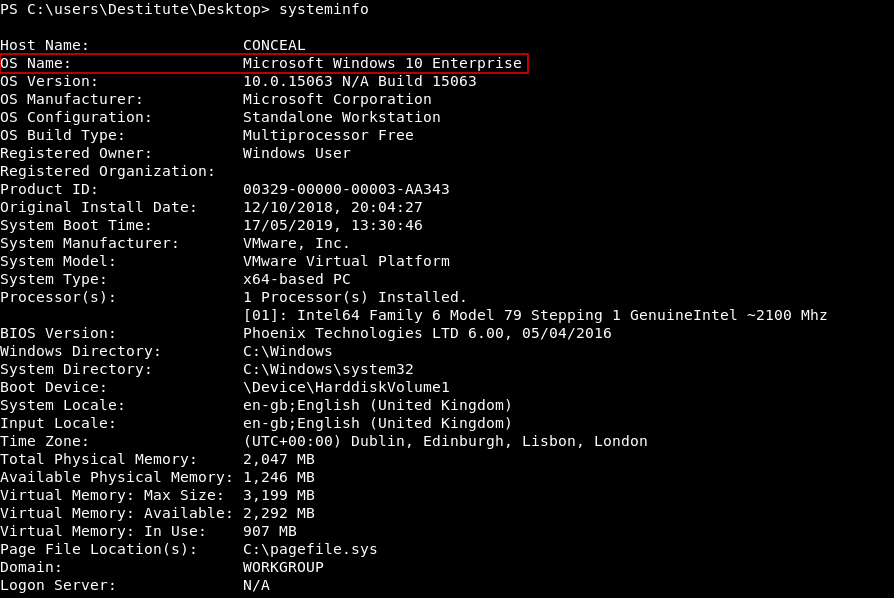 PS C:\users\Destitute\Desktop> systeminfo
Host Name:                 CONCEAL
OS Name:                   Microsoft Windows 10 Enterprise
OS Version:                10.0.15063 N/A Build 15063
OS Manufacturer:           Microsoft Corporation
OS Configuration:          Standalone Workstation
OS Build Type:             Multiprocessor Free
Registered Owner:          Windows User
Registered Organization:
Product ID:                00329-00000-00003-AA343
Original Install Date:     12/10/2018, 20:04:27
System Boot Time:          17/05/2019, 13:30:46
System Manufacturer:       VMware, Inc.
System Model:              VMware Virtual Platform
System Type:               x64-based PC
Processor(s):              1 Processor(s) Installed.
                           [01]: Intel64 Family 6 Model 79 Stepping 1 GenuineIntel ~2100 Mhz
BIOS Version:              Phoenix Technologies LTD 6.00, 05/04/2016
Windows Directory:         C:\Windows
System Directory:          C:\Windows\system32
Boot Device:               \Device\HarddiskVolume1
System Locale:             en-gb;English (United Kingdom)
Input Locale:              en-gb;English (United Kingdom)
Time Zone:                 (UTC+00:00) Dublin, Edinburgh, Lisbon, London
Total Physical Memory:     2,047 MB
Available Physical Memory: 1,246 MB
Virtual Memory: Max Size:  3,199 MB
Virtual Memory: Available: 2,292 MB
Virtual Memory: In Use:    907 MB
Page File Location(s):     C:\pagefile.sys
Domain:                    WORKGROUP
Logon Server:              N/A